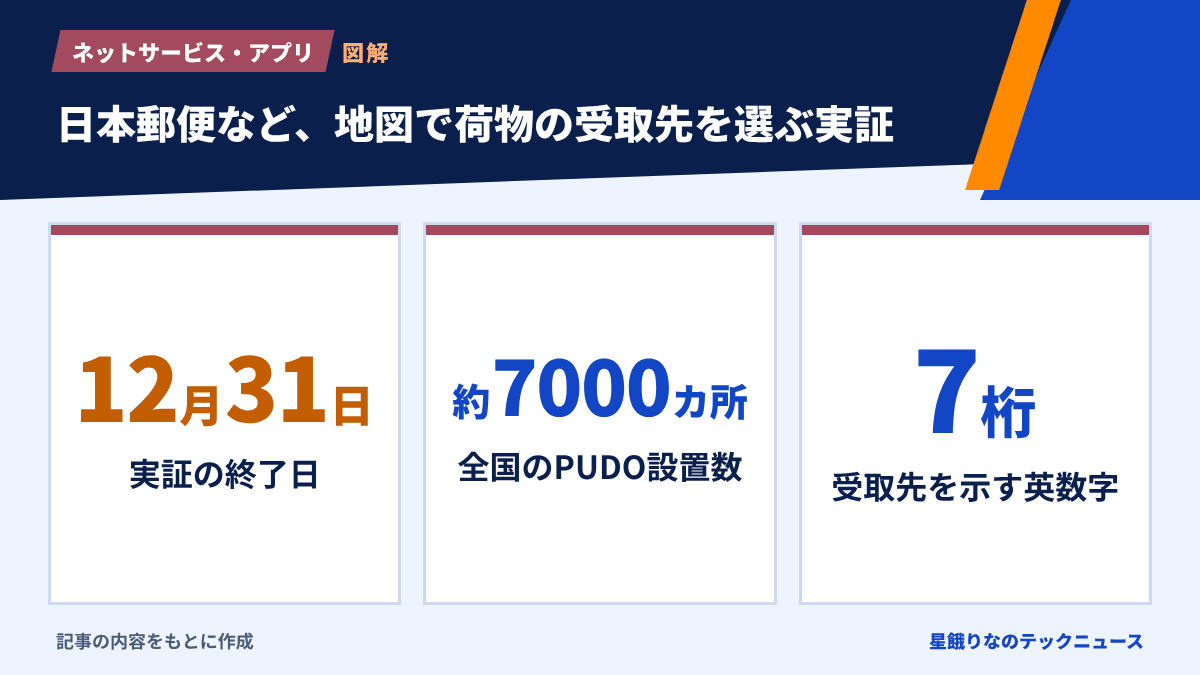 ネットサービス・アプリ 図解
日本郵便など、地図で荷物の受取先を選ぶ実証
12月31日
実証の終了日
約7000カ所
全国のPUDO設置数
7桁
受取先を示す英数字
記事の内容をもとに作成
星餓りなのテックニュース